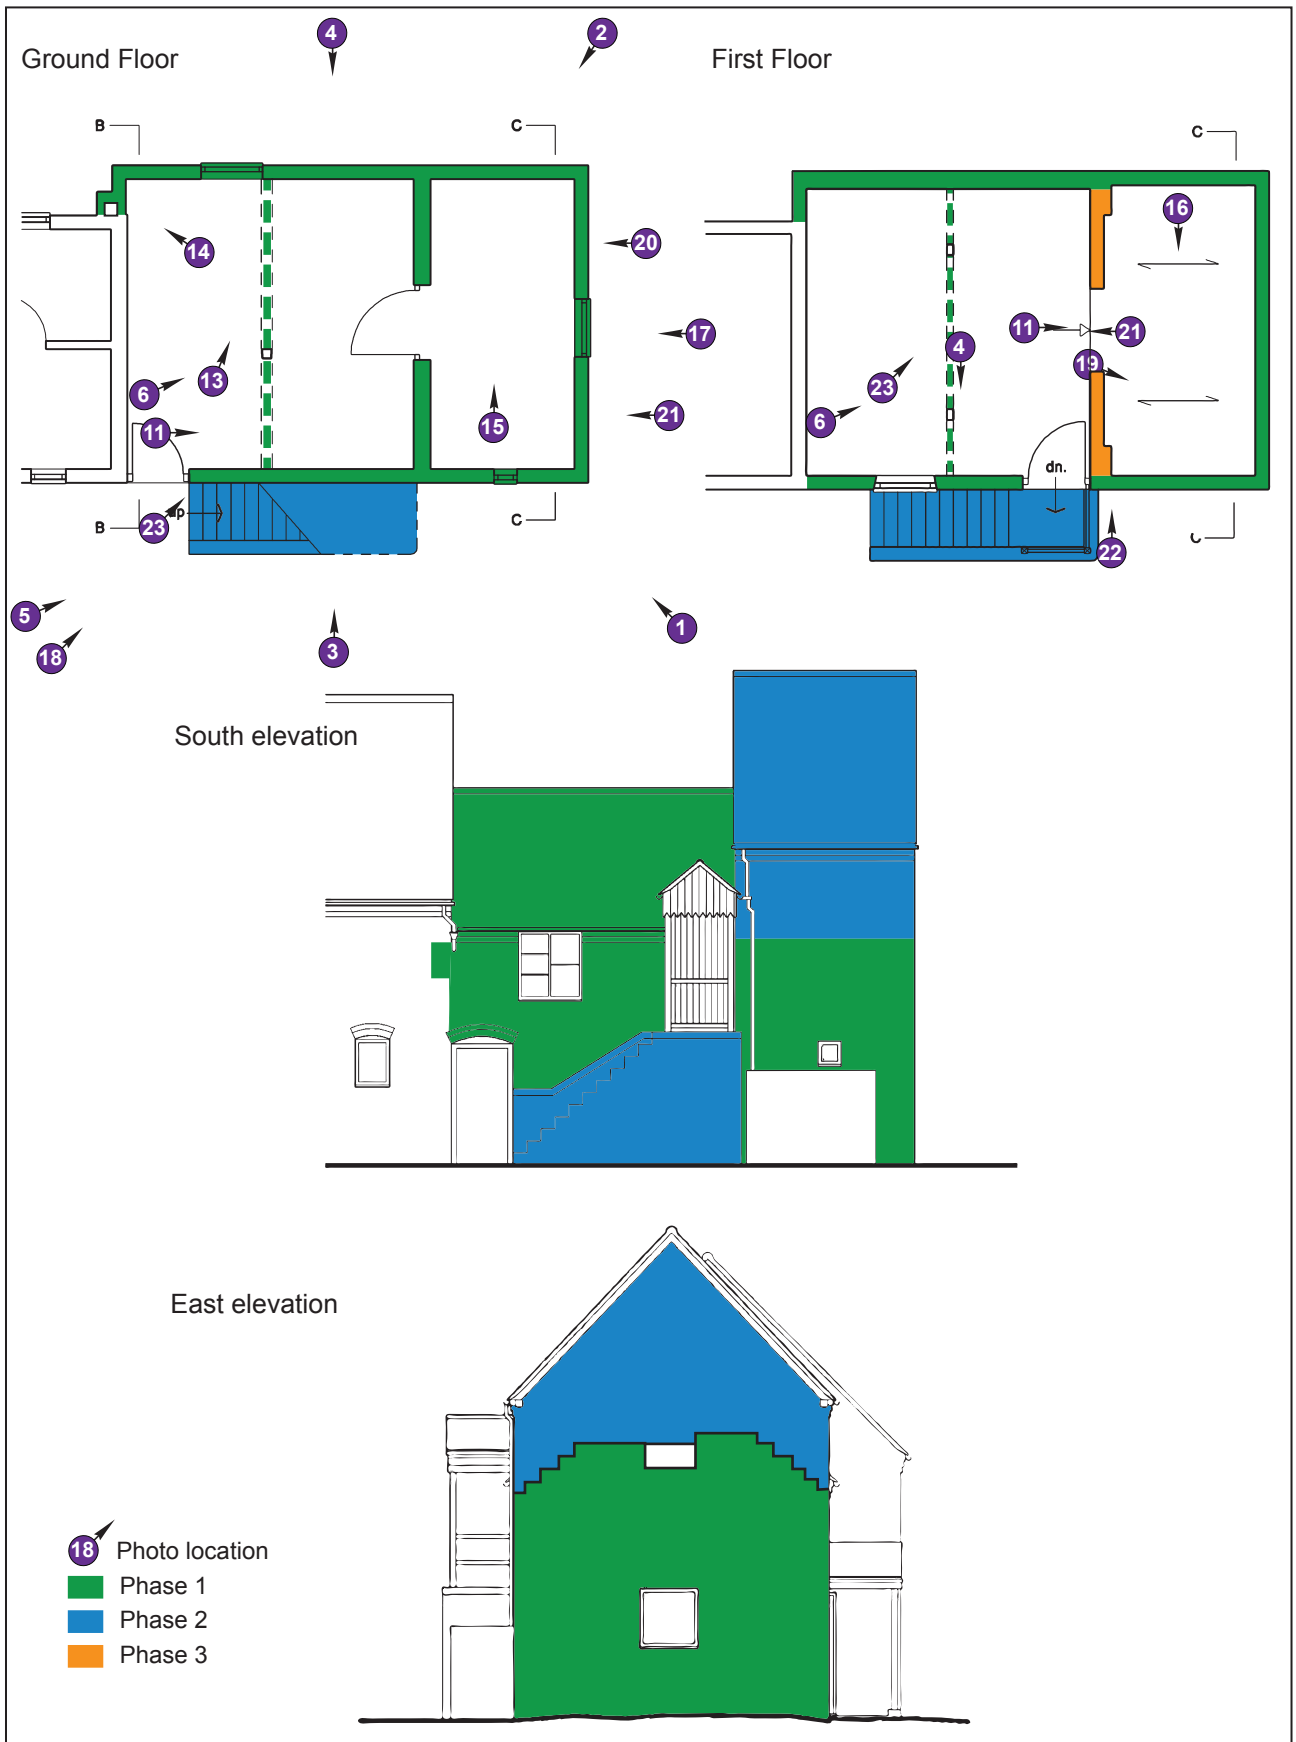 4
2
Ground Floor
First Floor
B
C
C
16
14
20
11
21
17
4
19
13
6
23
21
15
6
11
dn.
up
B
23
C
C
22
5
1
18
3
South elevation
East elevation
18 Photo location
Phase 1
Phase 2
Phase 3